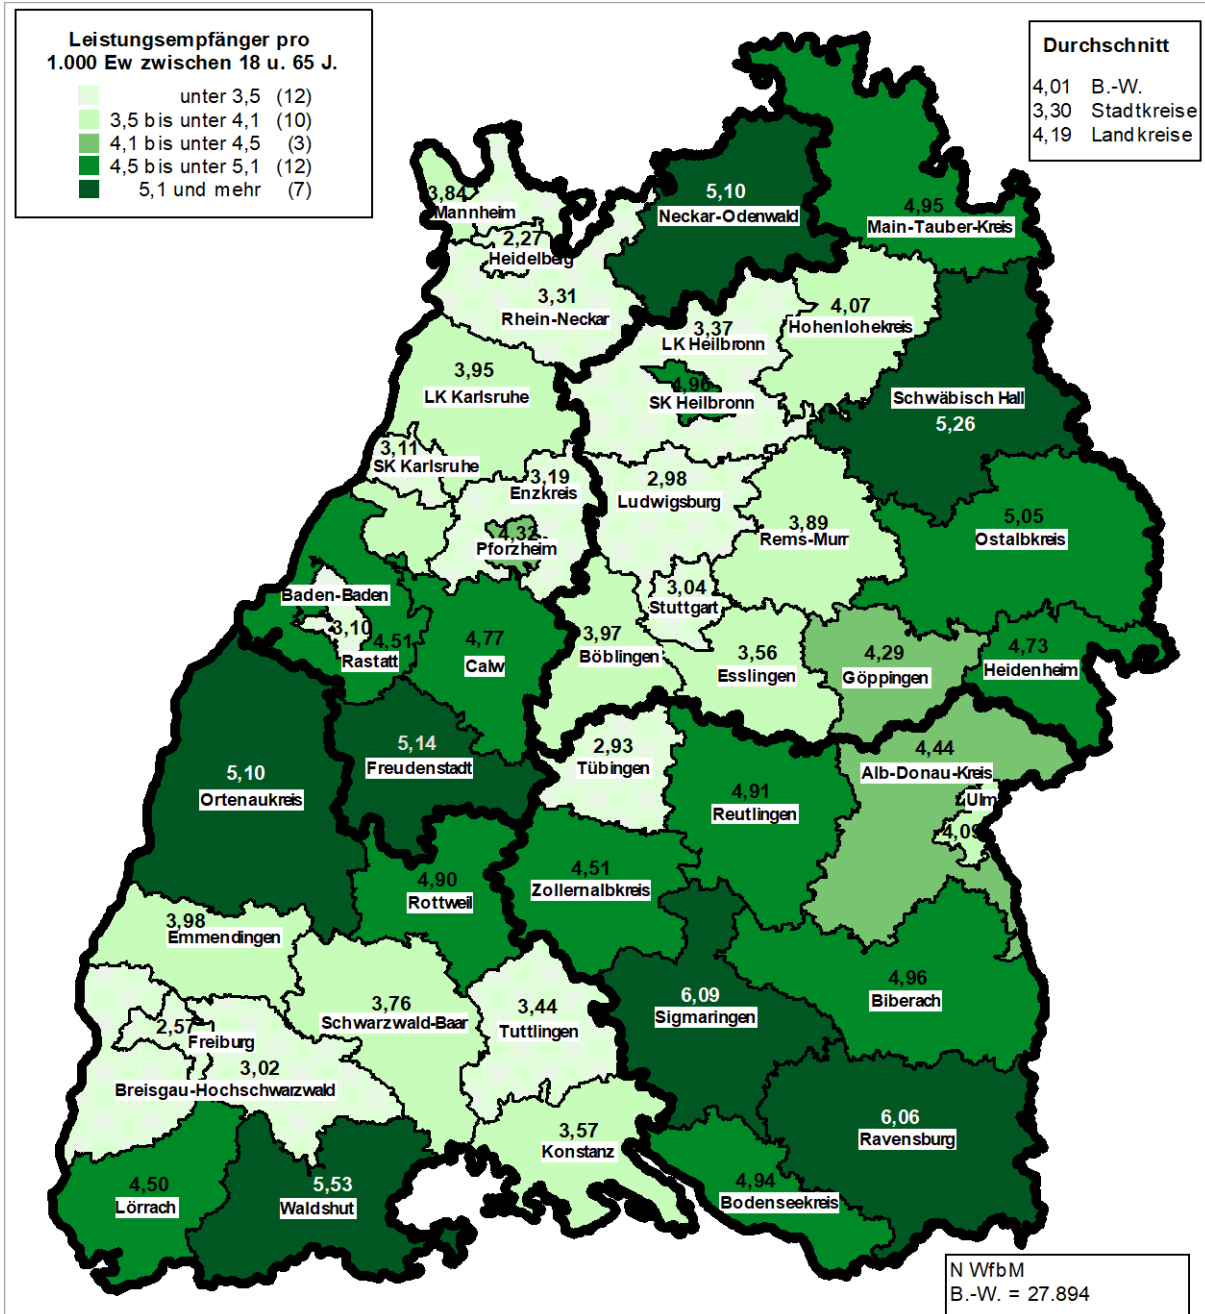 Leistungsempfänger pro
1.000 Ew zwischen 18 u. 65 J.
unter 3,5 (12)
3,5 bis unter 4,1 (10)
4,1 bis unter 4,5 (3)
4,5 bis unter 5,1 (12)
5,1 und mehr (7)
Durchschnitt
4,01 B.-W.
3,30 Stadtkreise
4,19 Landkreise
3,84
Mannheim
2,27
Heidelberg
3,31
Rhein-Neckar
5,10
Neckar-Odenwald
4,95
Main-Tauber-Kreis
4,07
Hohenlohekreis
3,37
LK Heilbronn
4,96
SK Heilbronn
Schwäbisch Hall
5,26
3,95
LK Karlsruhe
3,11
SK Karlsruhe
3,19
Enzkreis
4,32
Pforzheim
2,98
Ludwigsburg
3,89
Rems-Murr
5,05
Ostalbkreis
3,04
Stuttgart
Baden-Baden
3,10
4,51
Rastatt
4,77
Calw
3,97
Böblingen
3,56
Esslingen
4,29
Göppingen
4,73
Heidenheim
5,14
Freudenstadt
2,93
Tübingen
4,91
Reutlingen
4,44
Alb-Donau-Kreis
Ulm
4,09
5,10
Ortenaukreis
4,90
Rottweil
4,51
Zollernalbkreis
3,98
Emmendingen
3,76
Schwarzwald-Baar
3,44
Tuttlingen
6,09
Sigmaringen
4,96
Biberach
2,57
Freiburg
3,02
Breisgau-Hochschwarzwald
3,57
Konstanz
6,06
Ravensburg
4,50
Lörrach
5,53
Waldshut
4,94
Bodenseekreis
N WfbM
B.-W. = 27.894